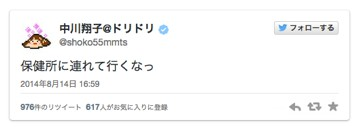 中川翔子@ドリドリ
フォローする
@shoko55mmts
保健所に連れて行くなっ
2014年8月14日 16:59
976件のリツイート 617人がお気に入りに登録